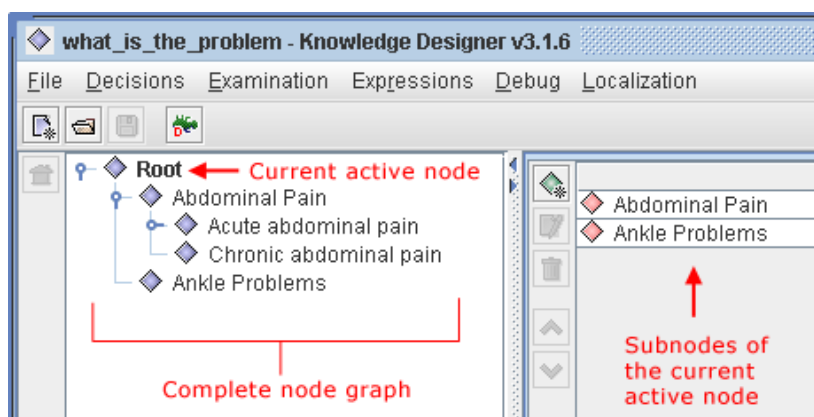 what_is_the_problem - Knowledge Designer v3.1.6
File Decisions Examination Expressions Debug Localization
D
Root Current active node
Abdominal Pain
Acute abdominal pain
Chronic abdominal pain
Ankle Problems
Complete node graph
Abdominal Pain
Ankle Problems
Subnodes of
the current
active node